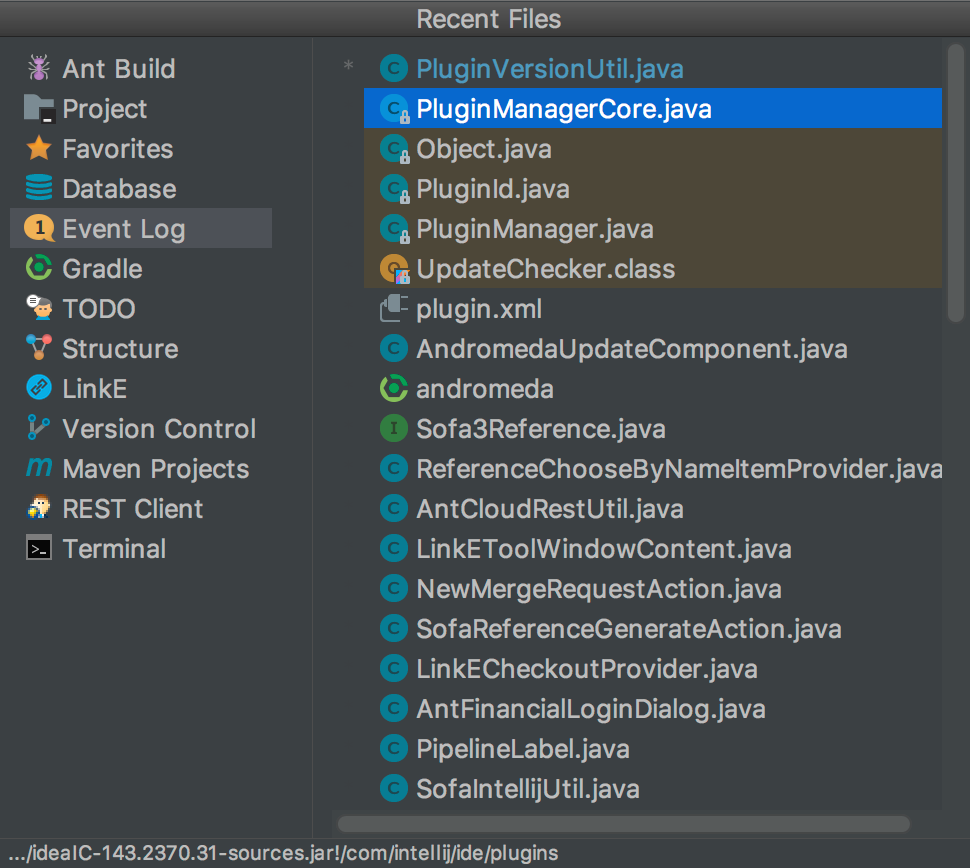 Recent Files
Ant Build
Project
Favorites
Database
1 Event Log
Gradle
TODO
Structure
LinkE
Version Control
m Maven Projects
REST Client
>_ Terminal
* C PluginVersionUtil.java
C PluginManagerCore.java
C Object.java
C PluginId.java
C PluginManager.java
UpdateChecker.class
plugin.xml
C AndromedaUpdateComponent.java
andromeda
I Sofa3Reference.java
C ReferenceChooseByNameItemProvider.java
C AntCloudRestUtil.java
C LinkEToolWindowContent.java
C NewMergeRequestAction.java
C SofaReferenceGenerateAction.java
C LinkECheckoutProvider.java
C AntFinancialLoginDialog.java
C PipelineLabel.java
C SofaIntellijUtil.java
.../ideaIC-143.2370.31-sources.jar!/com/intellij/ide/plugins